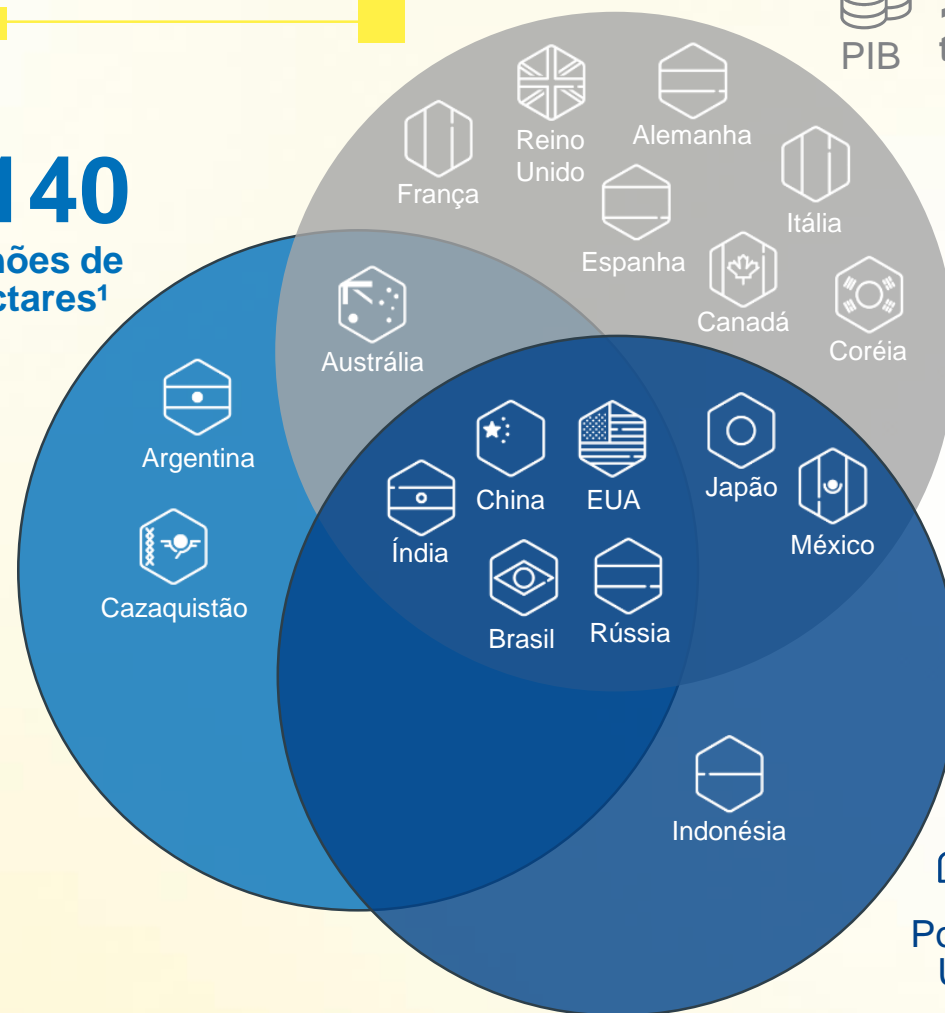 PIB
140
hões de
ctares¹
França
Reino
Unido
Alemanha
Itália
Espanha
Canadá
Coréia
Austrália
Argentina
Cazaquistão
China
EUA
Japão
México
Índia
Brasil
Rússia
Indonésia